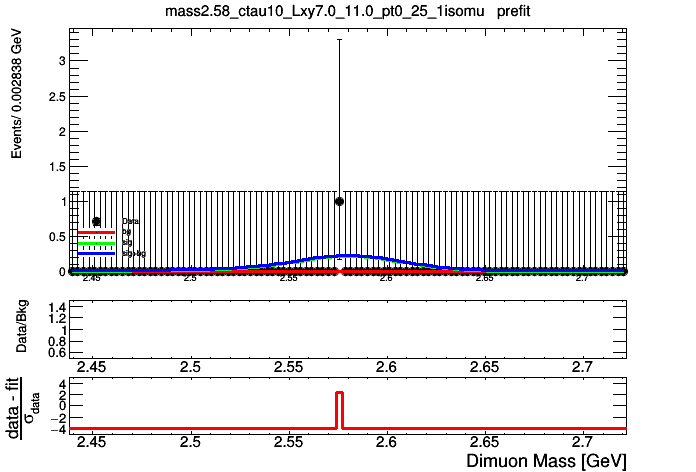 mass2.58_ctau10_Lxy7.0_11.0_pt0_25_1isomu prefit
Events/ 0.002838 GeV
3
2.5
2
1.5
1
0.5
0
Data
bg
sig
sig+bg
2.45 2.5 2.55 2.6 2.65 2.7
Data/Bkg
1.4
1.2
1
0.8
0.6
2.45 2.5 2.55 2.6 2.65 2.7
data - fit
σdata
4
2
0
−2
−4
2.45 2.5 2.55 2.6 2.65 2.7
Dimuon Mass [GeV]